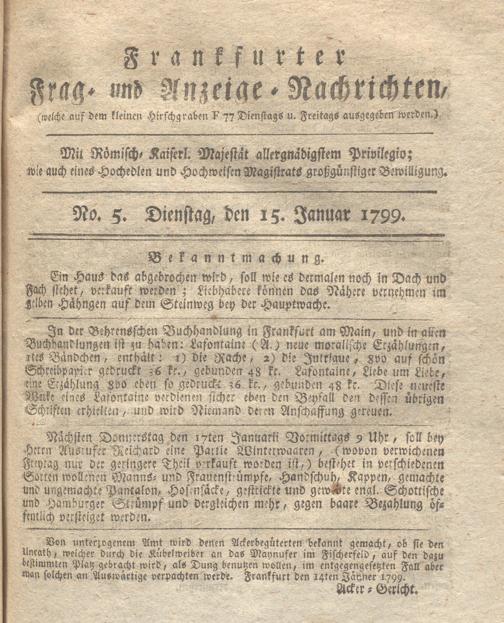 Frankfurter
Frag- und Anzeige-Nachrichten,
(welche auf dem kleinen Hirschgraben F 77 Dienstags u. Freitags ausgegeben werden.)
Mit Römisch-Kaiserl. Majestät allergnädigstem Privilegio;
wie auch eines Hochedlen und Hochweisen Magistrats großgünstiger Bewilligung.
No. 5. Dienstag, den 15. Januar 1799.
Bekanntmachung.
Ein Haus das abgebrochen wird, soll wie es dermalen noch in Dach und
Fach stehet, verkauft werden; Liebhabere können das Nähere vernehmen im
gelben Hähngen auf dem Steinweg bey der Hauptwache.
In der Behrensschen Buchhandlung in Frankfurt am Main, und in allen
Buchhandlungen ist zu haben: Lafontaine (A.) neue moralische Erzählungen,
1tes Bändchen, enthält: 1) die Rache, 2) die Intrigue, 8vo auf schön
Schreibpapier gedruckt 36 kr., gebunden 48 kr. Lafontaine, Liebe um Liebe,
eine Erzählung 8vo eben so gedruckt 36 kr., gebunden 48 kr. Diese neueste
Werke eines Lafontaine verdienen sicher eben den Beyfall den dessen übrigen
Schriften erhielten, und wird Niemand deren Anschaffung gereuen.
Nächsten Donnerstag den 17ten Januarii Vormittags 9 Uhr, soll bey
Herrn Ausrufer Reichard eine Partie Winterwaaren, (wovon verwichenen
Freytag nur der geringere Theil verkauft worden ist,) bestehet in verschiedenen
Sorten wollenen Manns- und Frauenstrümpfe, Handschuh, Kappen, gemachte
und ungemachte Pantalon, Hosensäcke, gestrickte und gewebte engl. Schottische
und Hamburger Strümpf und dergleichen mehr, gegen baare Bezahlung öf-
fentlich versteiget werden.
Von unterzogenem Amt wird denen Ackerbegüterten bekannt gemacht, ob sie den
Unrath, welcher durch die Kübelweiber an das Maynufer im Fischerfeld, auf den dazu
bestimmten Platz gebracht wird, als Dung benutzen wollen, im entgegengesetzten Fall aber
man solchen an Auswärtige verpachten werde. Frankfurt den 14ten Jänner 1799.
Acker-Gericht.